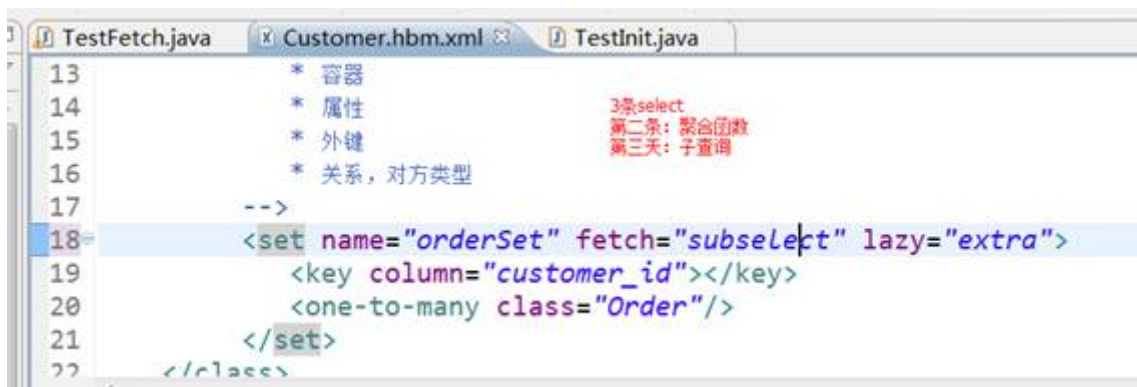 TestFetch.java Customer.hbm.xml TestInit.java
13 * 容器
14 * 属性
15 * 外键
16 * 关系，对方类型
3条select
第二条：聚合函数
第三天：子查询
17 -->
18 <set name="orderSet" fetch="subselect" lazy="extra">
19 <key column="customer_id"></key>
20 <one-to-many class="Order"/>
21 </set>
22 </class>